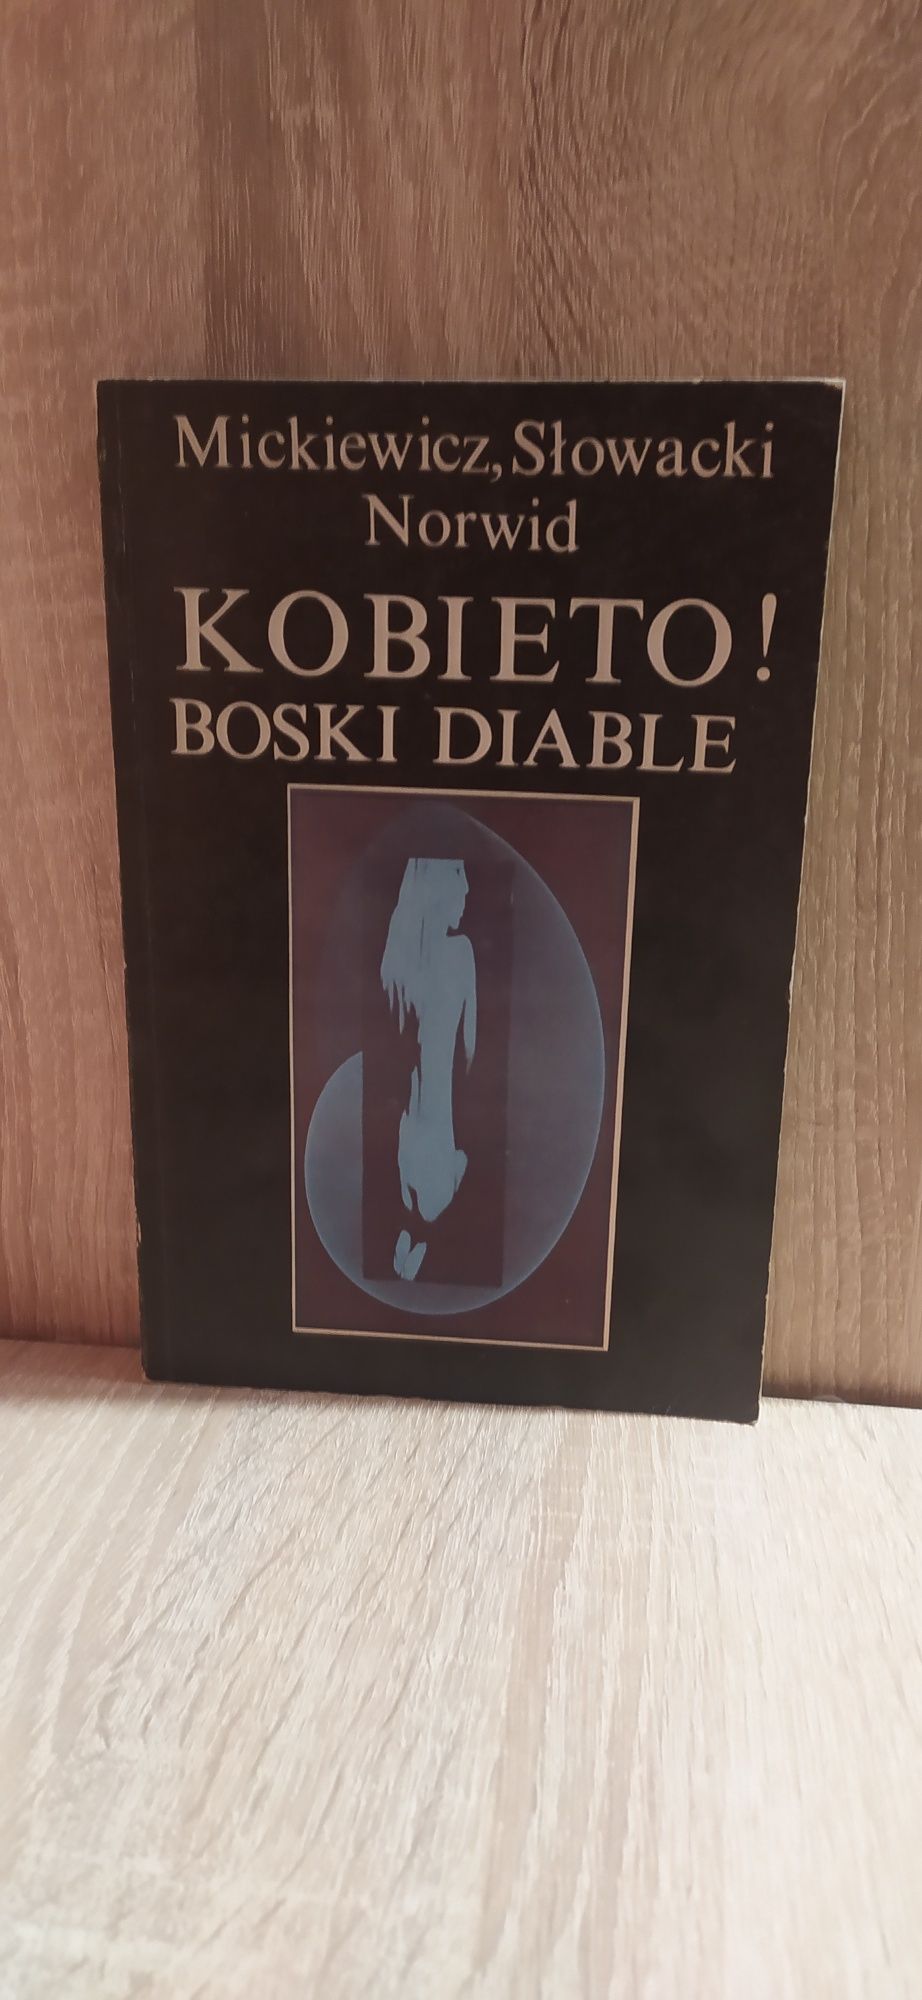 Mickiewicz, Słowacki
Norwid
KOBIETO!
BOSKI DIABLE